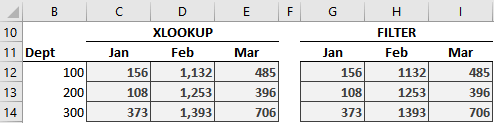 B C D E F G H I
10 XLOOKUP FILTER
11 Dept Jan Feb Mar Jan Feb Mar
12 100 156 1,132 485 156 1132 485
13 200 108 1,253 396 108 1253 396
14 300 373 1,393 706 373 1393 706